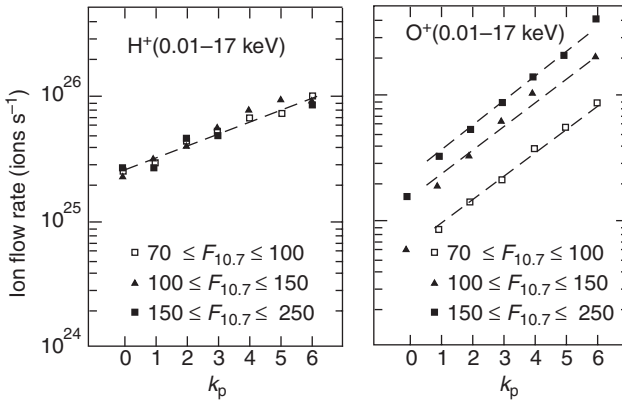 H⁺(0.01–17 keV)
O⁺(0.01–17 keV)
Ion flow rate (ions s⁻¹)
10²⁶
10²⁵
10²⁴
70 ≤ F₁₀.₇ ≤ 100
100 ≤ F₁₀.₇ ≤ 150
150 ≤ F₁₀.₇ ≤ 250
70 ≤ F₁₀.₇ ≤ 100
100 ≤ F₁₀.₇ ≤ 150
150 ≤ F₁₀.₇ ≤ 250
0 1 2 3 4 5 6
0 1 2 3 4 5 6
kₚ
kₚ